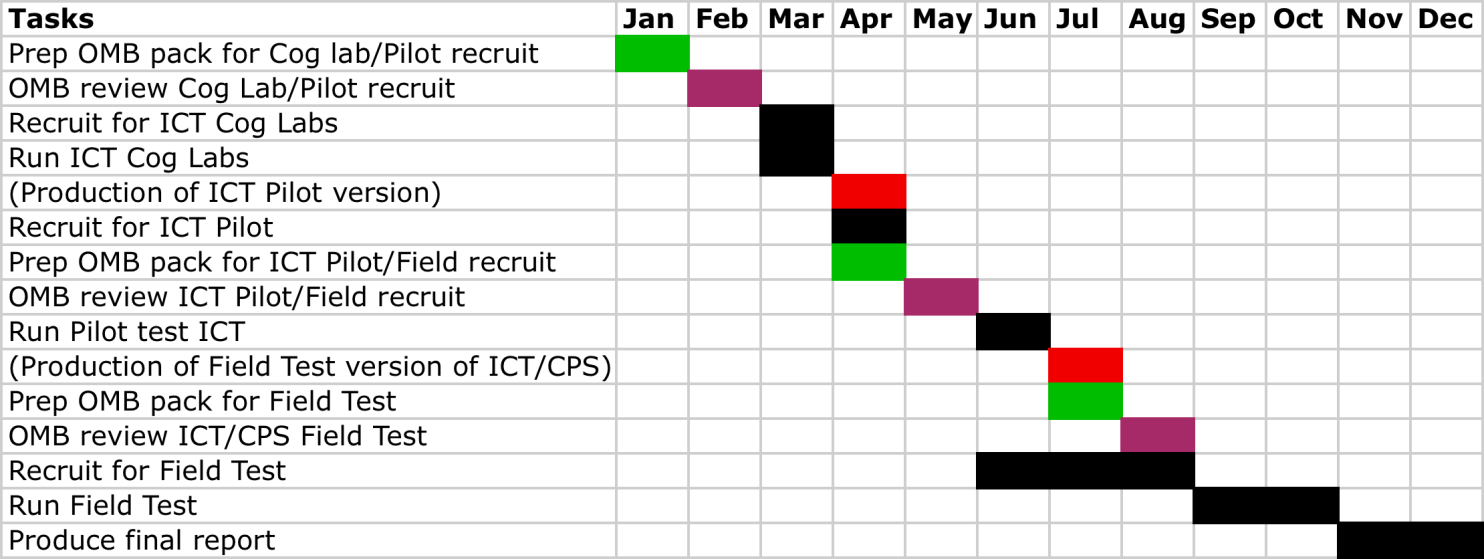 Tasks Jan Feb Mar Apr May Jun Jul Aug Sep Oct Nov Dec
Prep OMB pack for Cog lab/Pilot recruit
OMB review Cog Lab/Pilot recruit
Recruit for ICT Cog Labs
Run ICT Cog Labs
(Production of ICT Pilot version)
Recruit for ICT Pilot
Prep OMB pack for ICT Pilot/Field recruit
OMB review ICT Pilot/Field recruit
Run Pilot test ICT
(Production of Field Test version of ICT/CPS)
Prep OMB pack for Field Test
OMB review ICT/CPS Field Test
Recruit for Field Test
Run Field Test
Produce final report